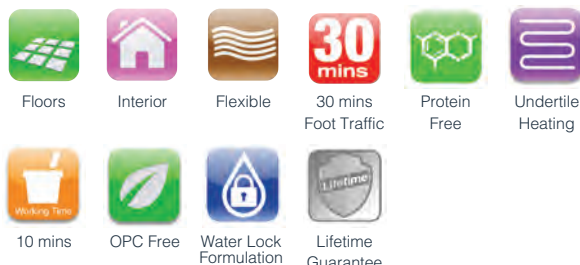 30
mins
Floors
Interior
Flexible
30 mins
Foot Traffic
Protein
Free
Undertile
Heating
Working Time
Lifetime
10 mins
OPC Free
Water Lock
Formulation
Lifetime
Guarantee